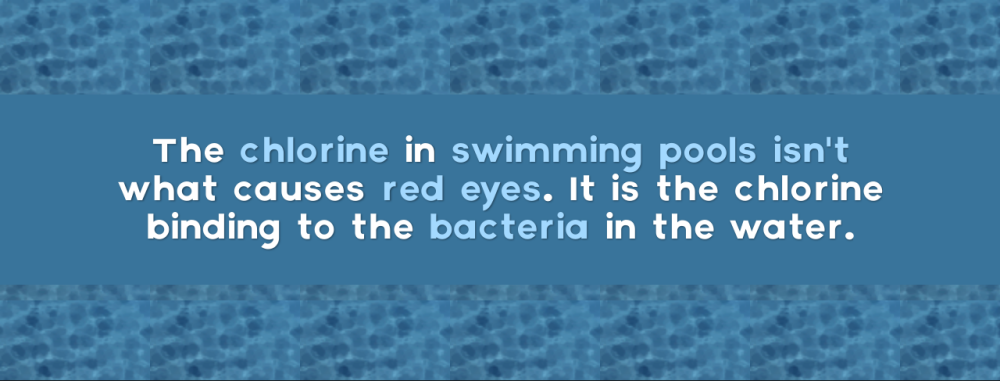 The chlorine in swimming pools isn't
what causes red eyes. It is the chlorine
binding to the bacteria in the water.